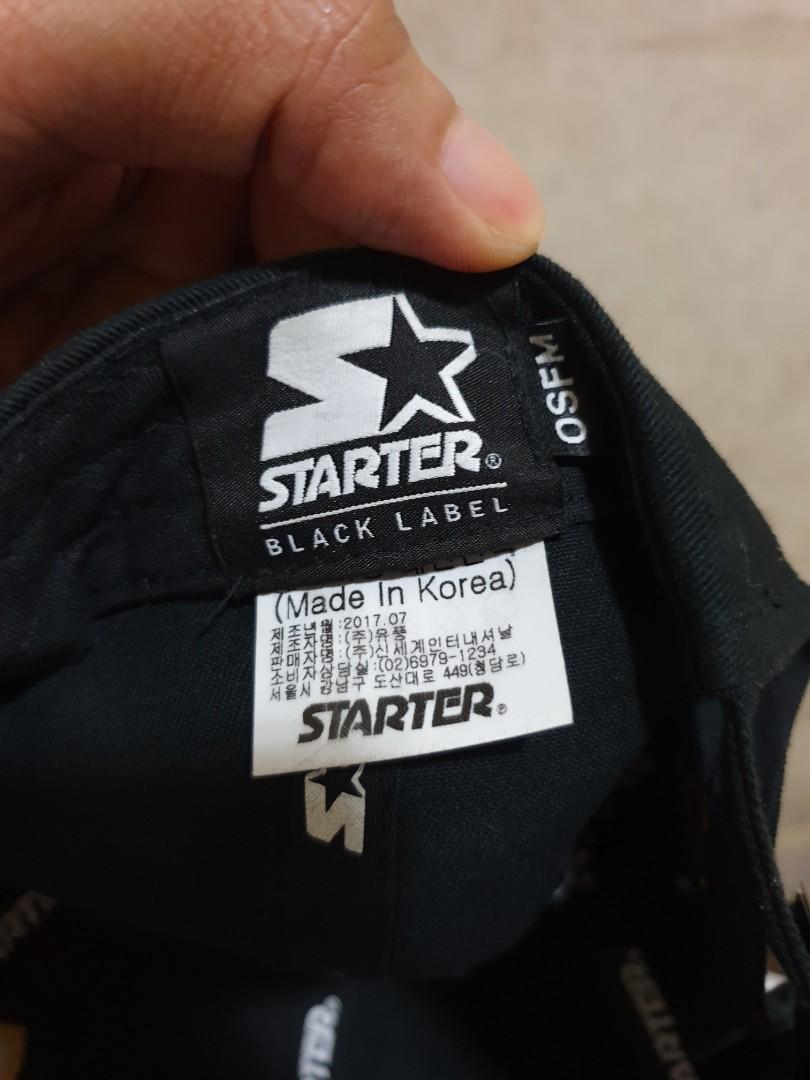 STARTER®
BLACK LABEL
OSFM
(Made In Korea)
제조년월:2017.07
제조자명:(주)유풍
판매자명:(주)신세계인터내셔날
소비자상담실:(02)6979-1234
서울시 강남구 도산대로 449(청담로)
STARTER®